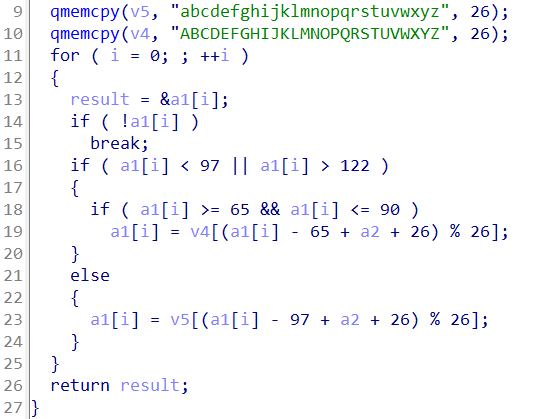 9 qmemcpy(v5, "abcdefghijklmnopqrstuvwxyz", 26);
10 qmemcpy(v4, "ABCDEFGHIJKLMNOPQRSTUVWXYZ", 26);
11 for ( i = 0; ; ++i )
12 {
13 result = &a1[i];
14 if ( !a1[i] )
15 break;
16 if ( a1[i] < 97 || a1[i] > 122 )
17 {
18 if ( a1[i] >= 65 && a1[i] <= 90 )
19 a1[i] = v4[(a1[i] - 65 + a2 + 26) % 26];
20 }
21 else
22 {
23 a1[i] = v5[(a1[i] - 97 + a2 + 26) % 26];
24 }
25 }
26 return result;
27 }